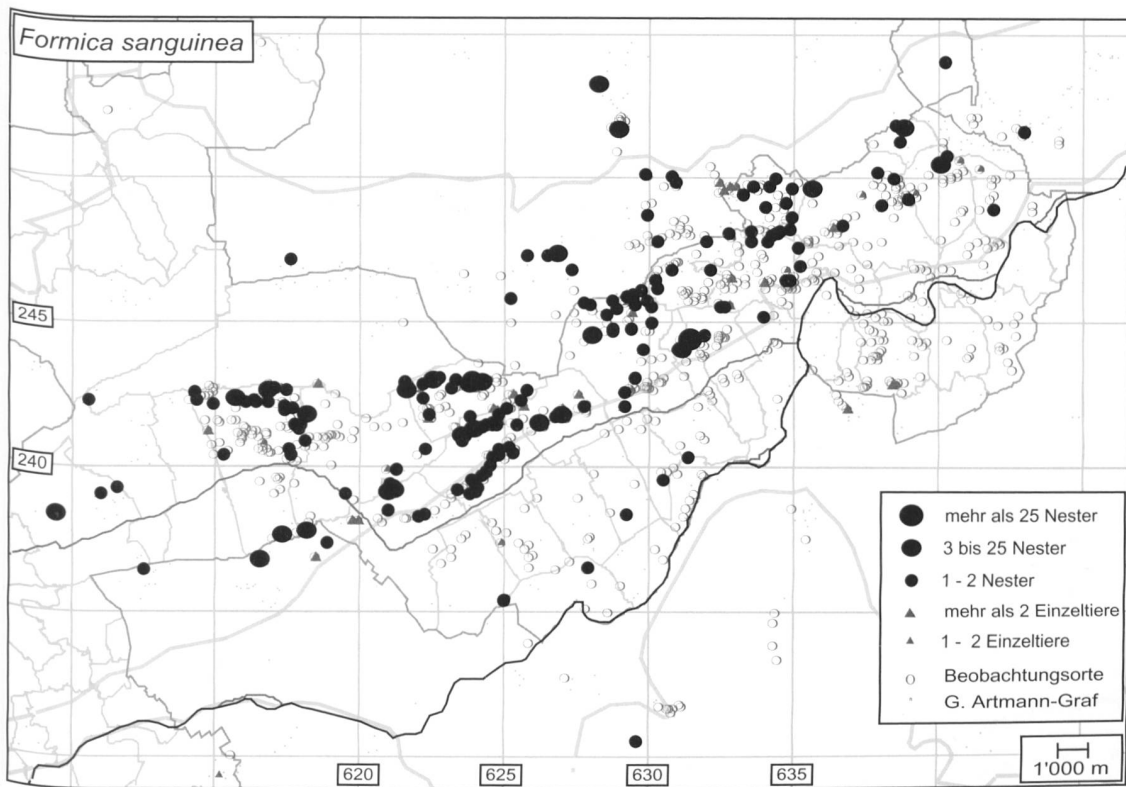 Formica sanguinea
245
240
620
625
630
635
mehr als 25 Nester
3 bis 25 Nester
1 - 2 Nester
mehr als 2 Einzeltiere
1 - 2 Einzeltiere
Beobachtungsorte
G. Artmann-Graf
1'000 m